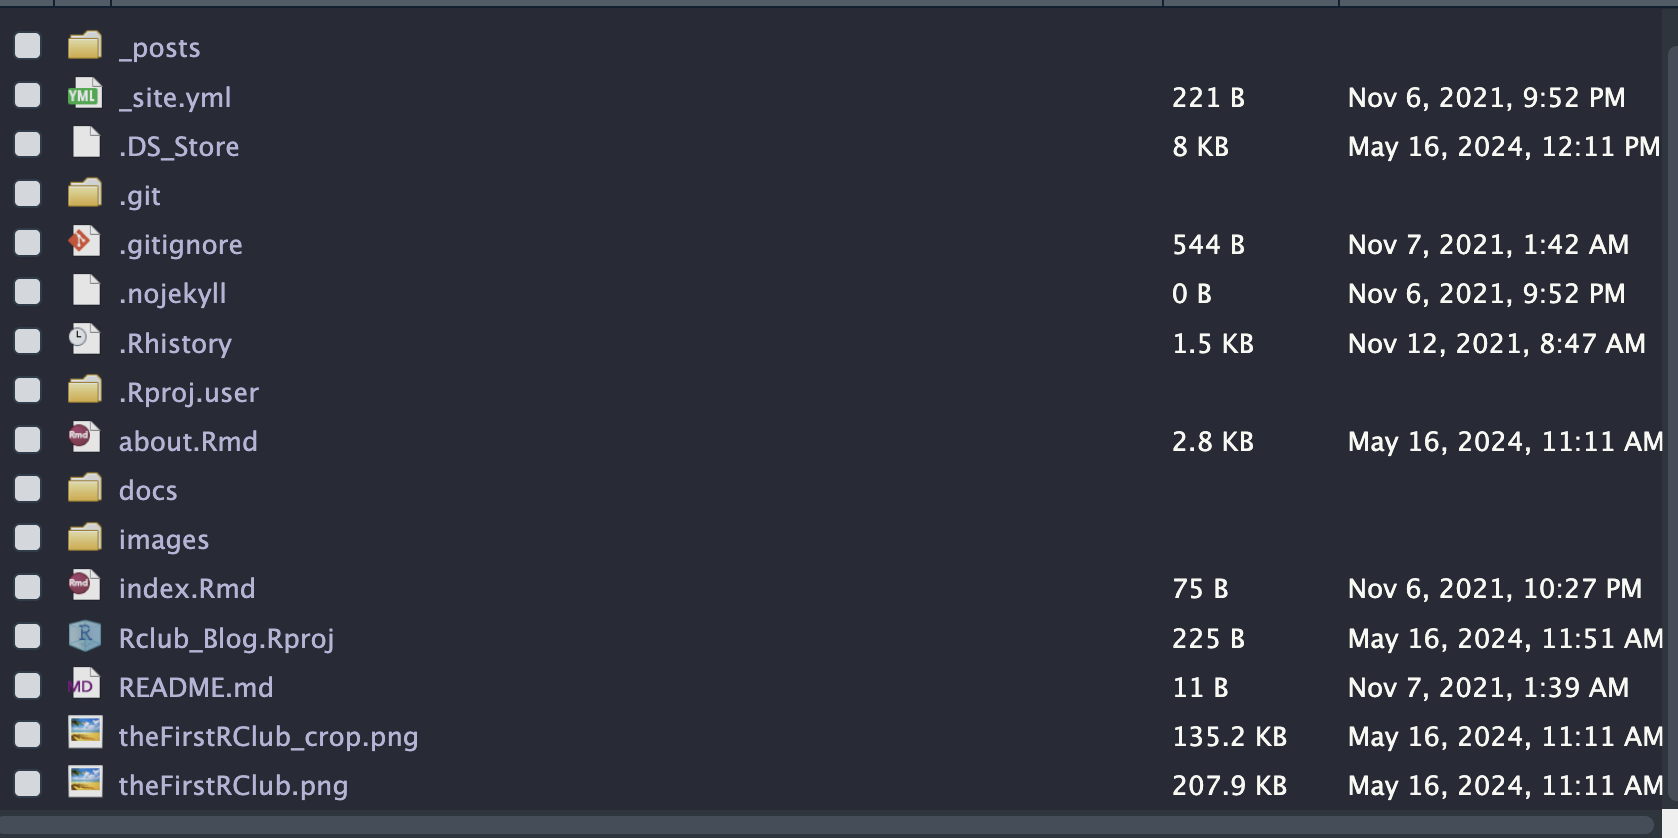 _posts
YML _site.yml 221 B Nov 6, 2021, 9:52 PM
.DS_Store 8 KB May 16, 2024, 12:11 PM
.git
.gitignore 544 B Nov 7, 2021, 1:42 AM
.nojekyll 0 B Nov 6, 2021, 9:52 PM
.Rhistory 1.5 KB Nov 12, 2021, 8:47 AM
.Rproj.user
Rmd about.Rmd 2.8 KB May 16, 2024, 11:11 AM
docs
images
Rmd index.Rmd 75 B Nov 6, 2021, 10:27 PM
R Rclub_Blog.Rproj 225 B May 16, 2024, 11:51 AM
MD README.md 11 B Nov 7, 2021, 1:39 AM
theFirstRClub_crop.png 135.2 KB May 16, 2024, 11:11 AM
theFirstRClub.png 207.9 KB May 16, 2024, 11:11 AM